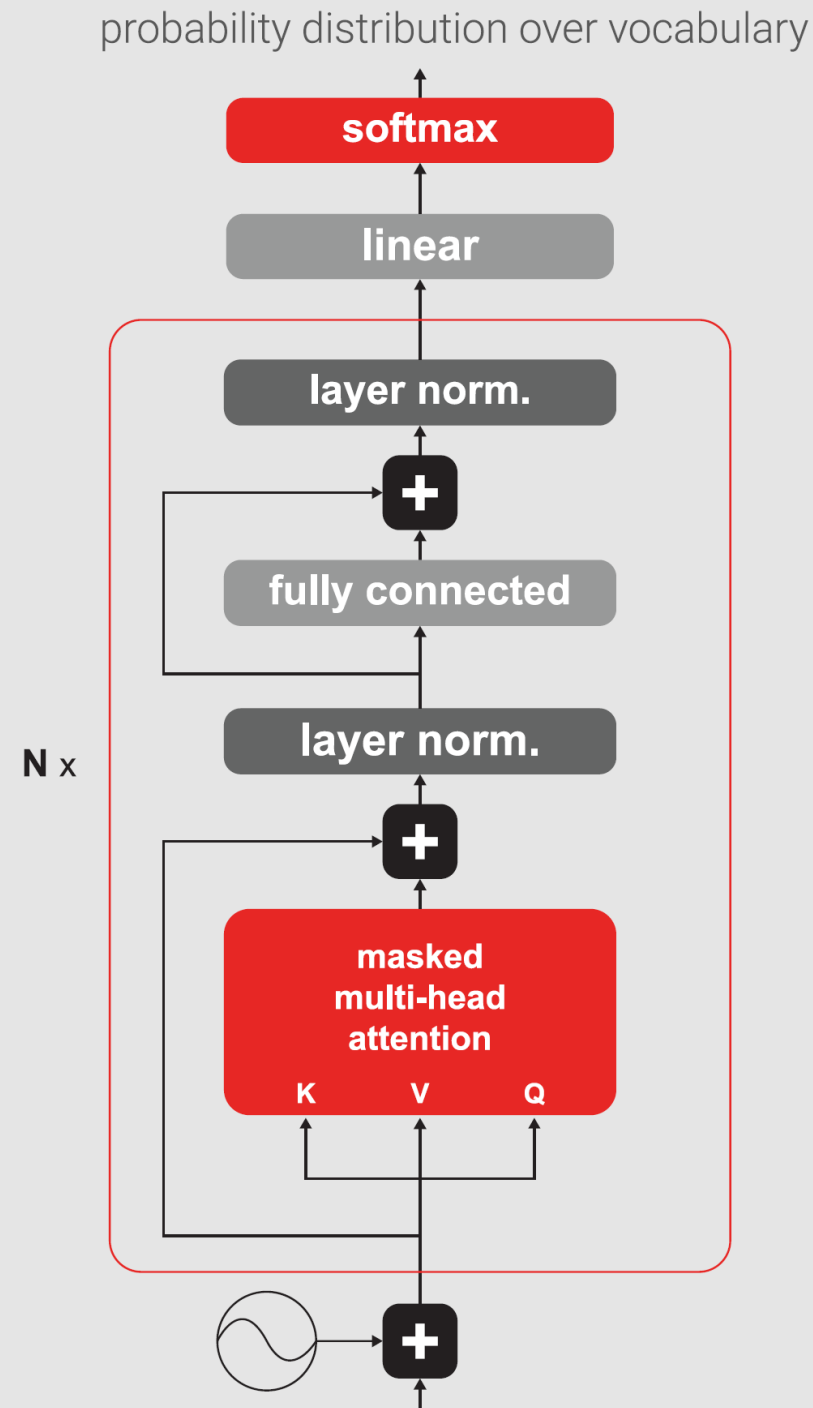 probability distribution over vocabulary
softmax
linear
layer norm.
+
fully connected
layer norm.
N x
+
masked
multi-head
attention
K V Q
+